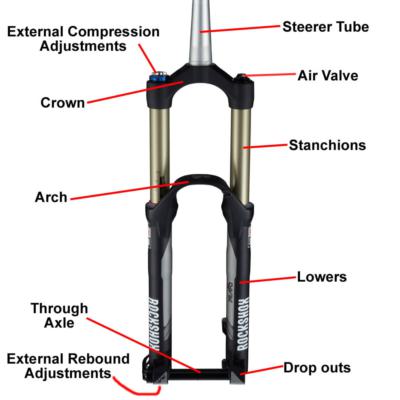 Steerer Tube
External Compression
Adjustments
Air Valve
Crown
Stanchions
Arch
Lowers
Through
Axle
ROCKSHOX
ROCKSHOX
External Rebound
Adjustments
Drop outs